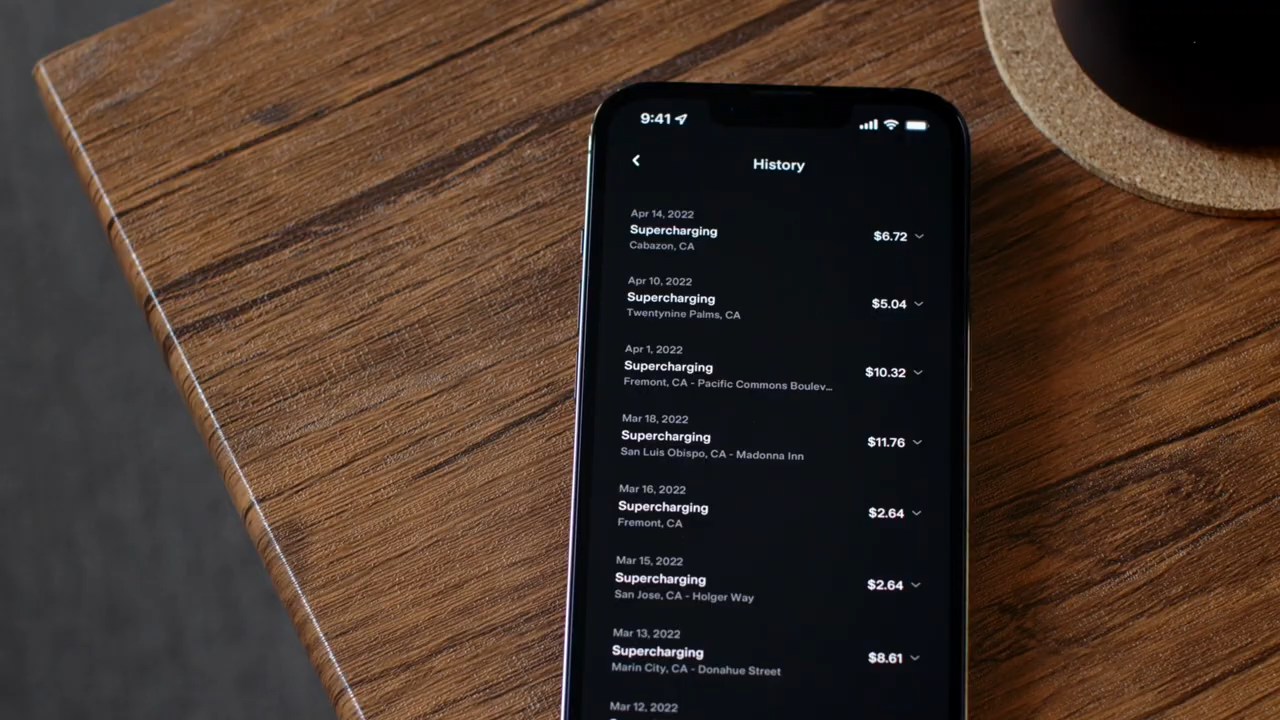 9:41
History
Apr 14, 2022
Supercharging
$6.72
Cabazon, CA
Apr 10, 2022
Supercharging
$5.04
Twentynine Palms, CA
Apr 1, 2022
Supercharging
$10.32
Fremont, CA - Pacific Commons Boulev...
Mar 18, 2022
Supercharging
$11.76
San Luis Obispo, CA - Madonna Inn
Mar 16, 2022
Supercharging
$2.64
Fremont, CA
Mar 15, 2022
Supercharging
$2.64
San Jose, CA - Holger Way
Mar 13, 2022
Supercharging
$8.61
Marin City, CA - Donahue Street
Mar 12, 2022